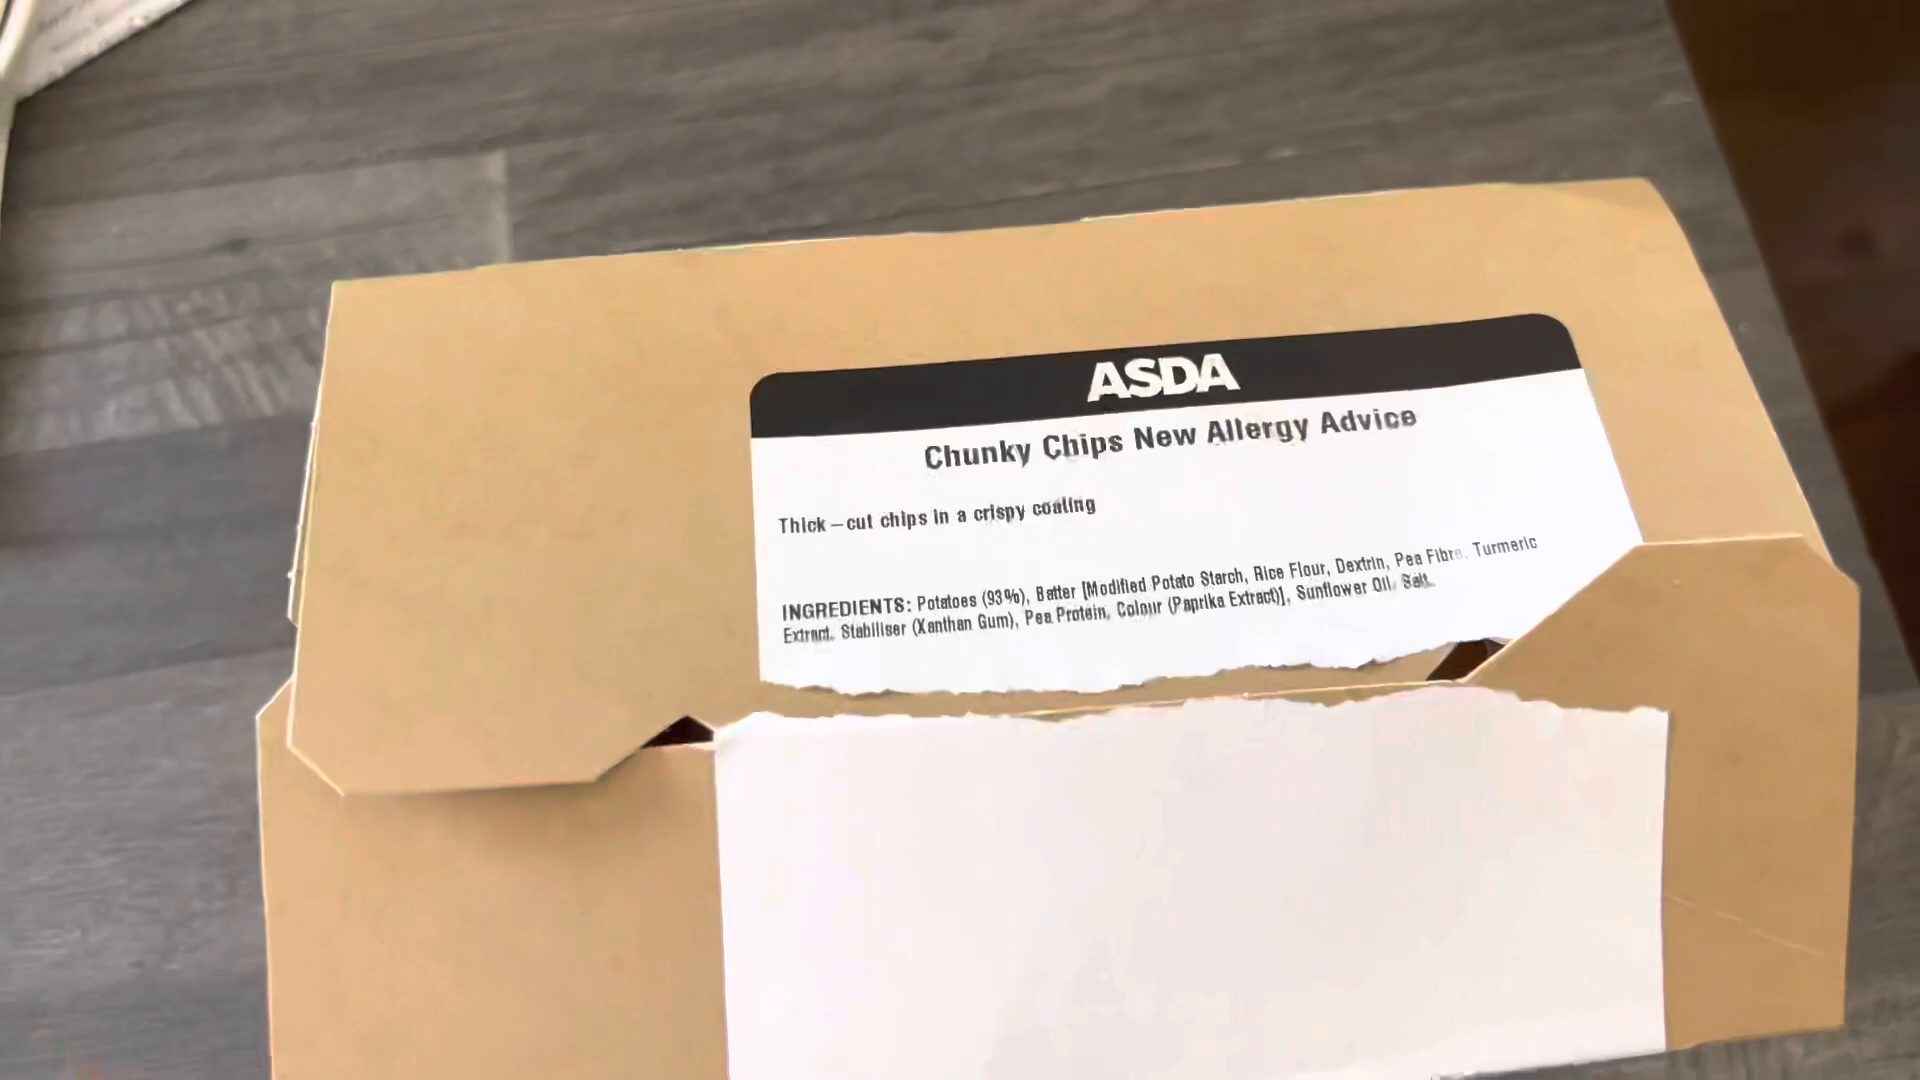 ASDA
Chunky Chips New Allergy Advice
Thick-cut chips in a crispy coating
INGREDIENTS: Potatoes (93%), Batter [Modified Potato Starch, Rice Flour, Dextrin, Pea Fibre, Turmeric
Extract, Stabiliser (Xanthan Gum), Pea Protein, Colour (Paprika Extract)], Sunflower Oil, Salt.